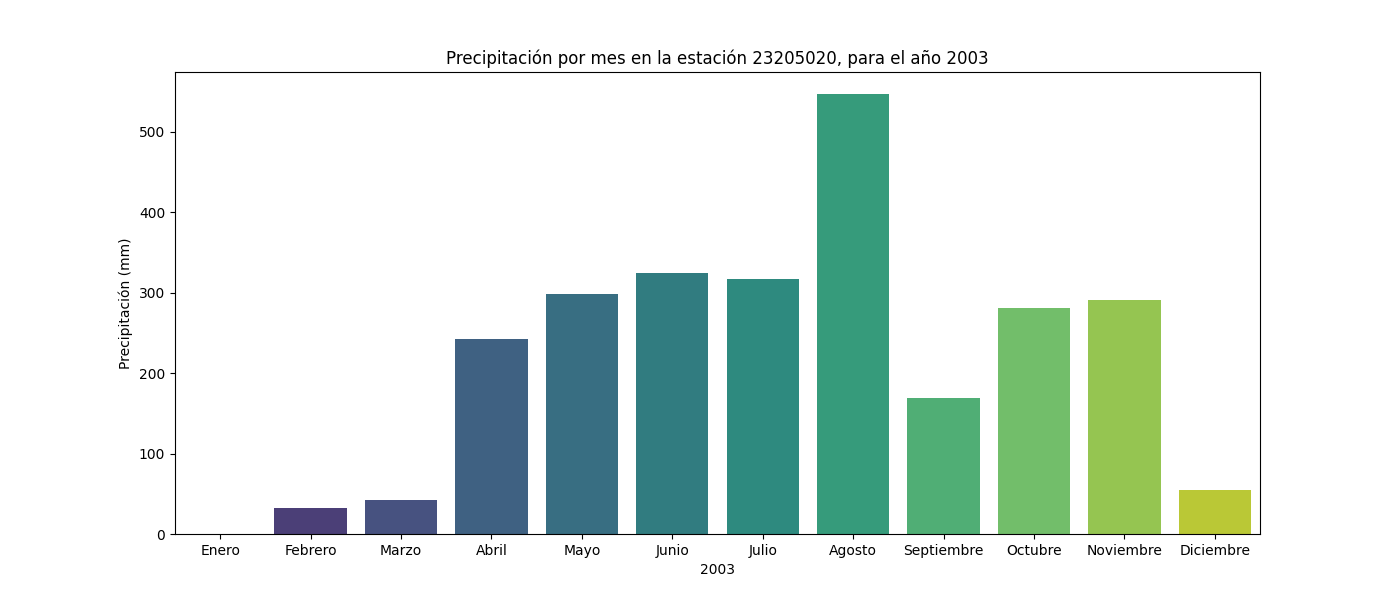 Precipitación por mes en la estación 23205020, para el año 2003
Precipitación (mm)
500
400
300
200
100
0
Enero Febrero Marzo Abril Mayo Junio Julio Agosto Septiembre Octubre Noviembre Diciembre
2003